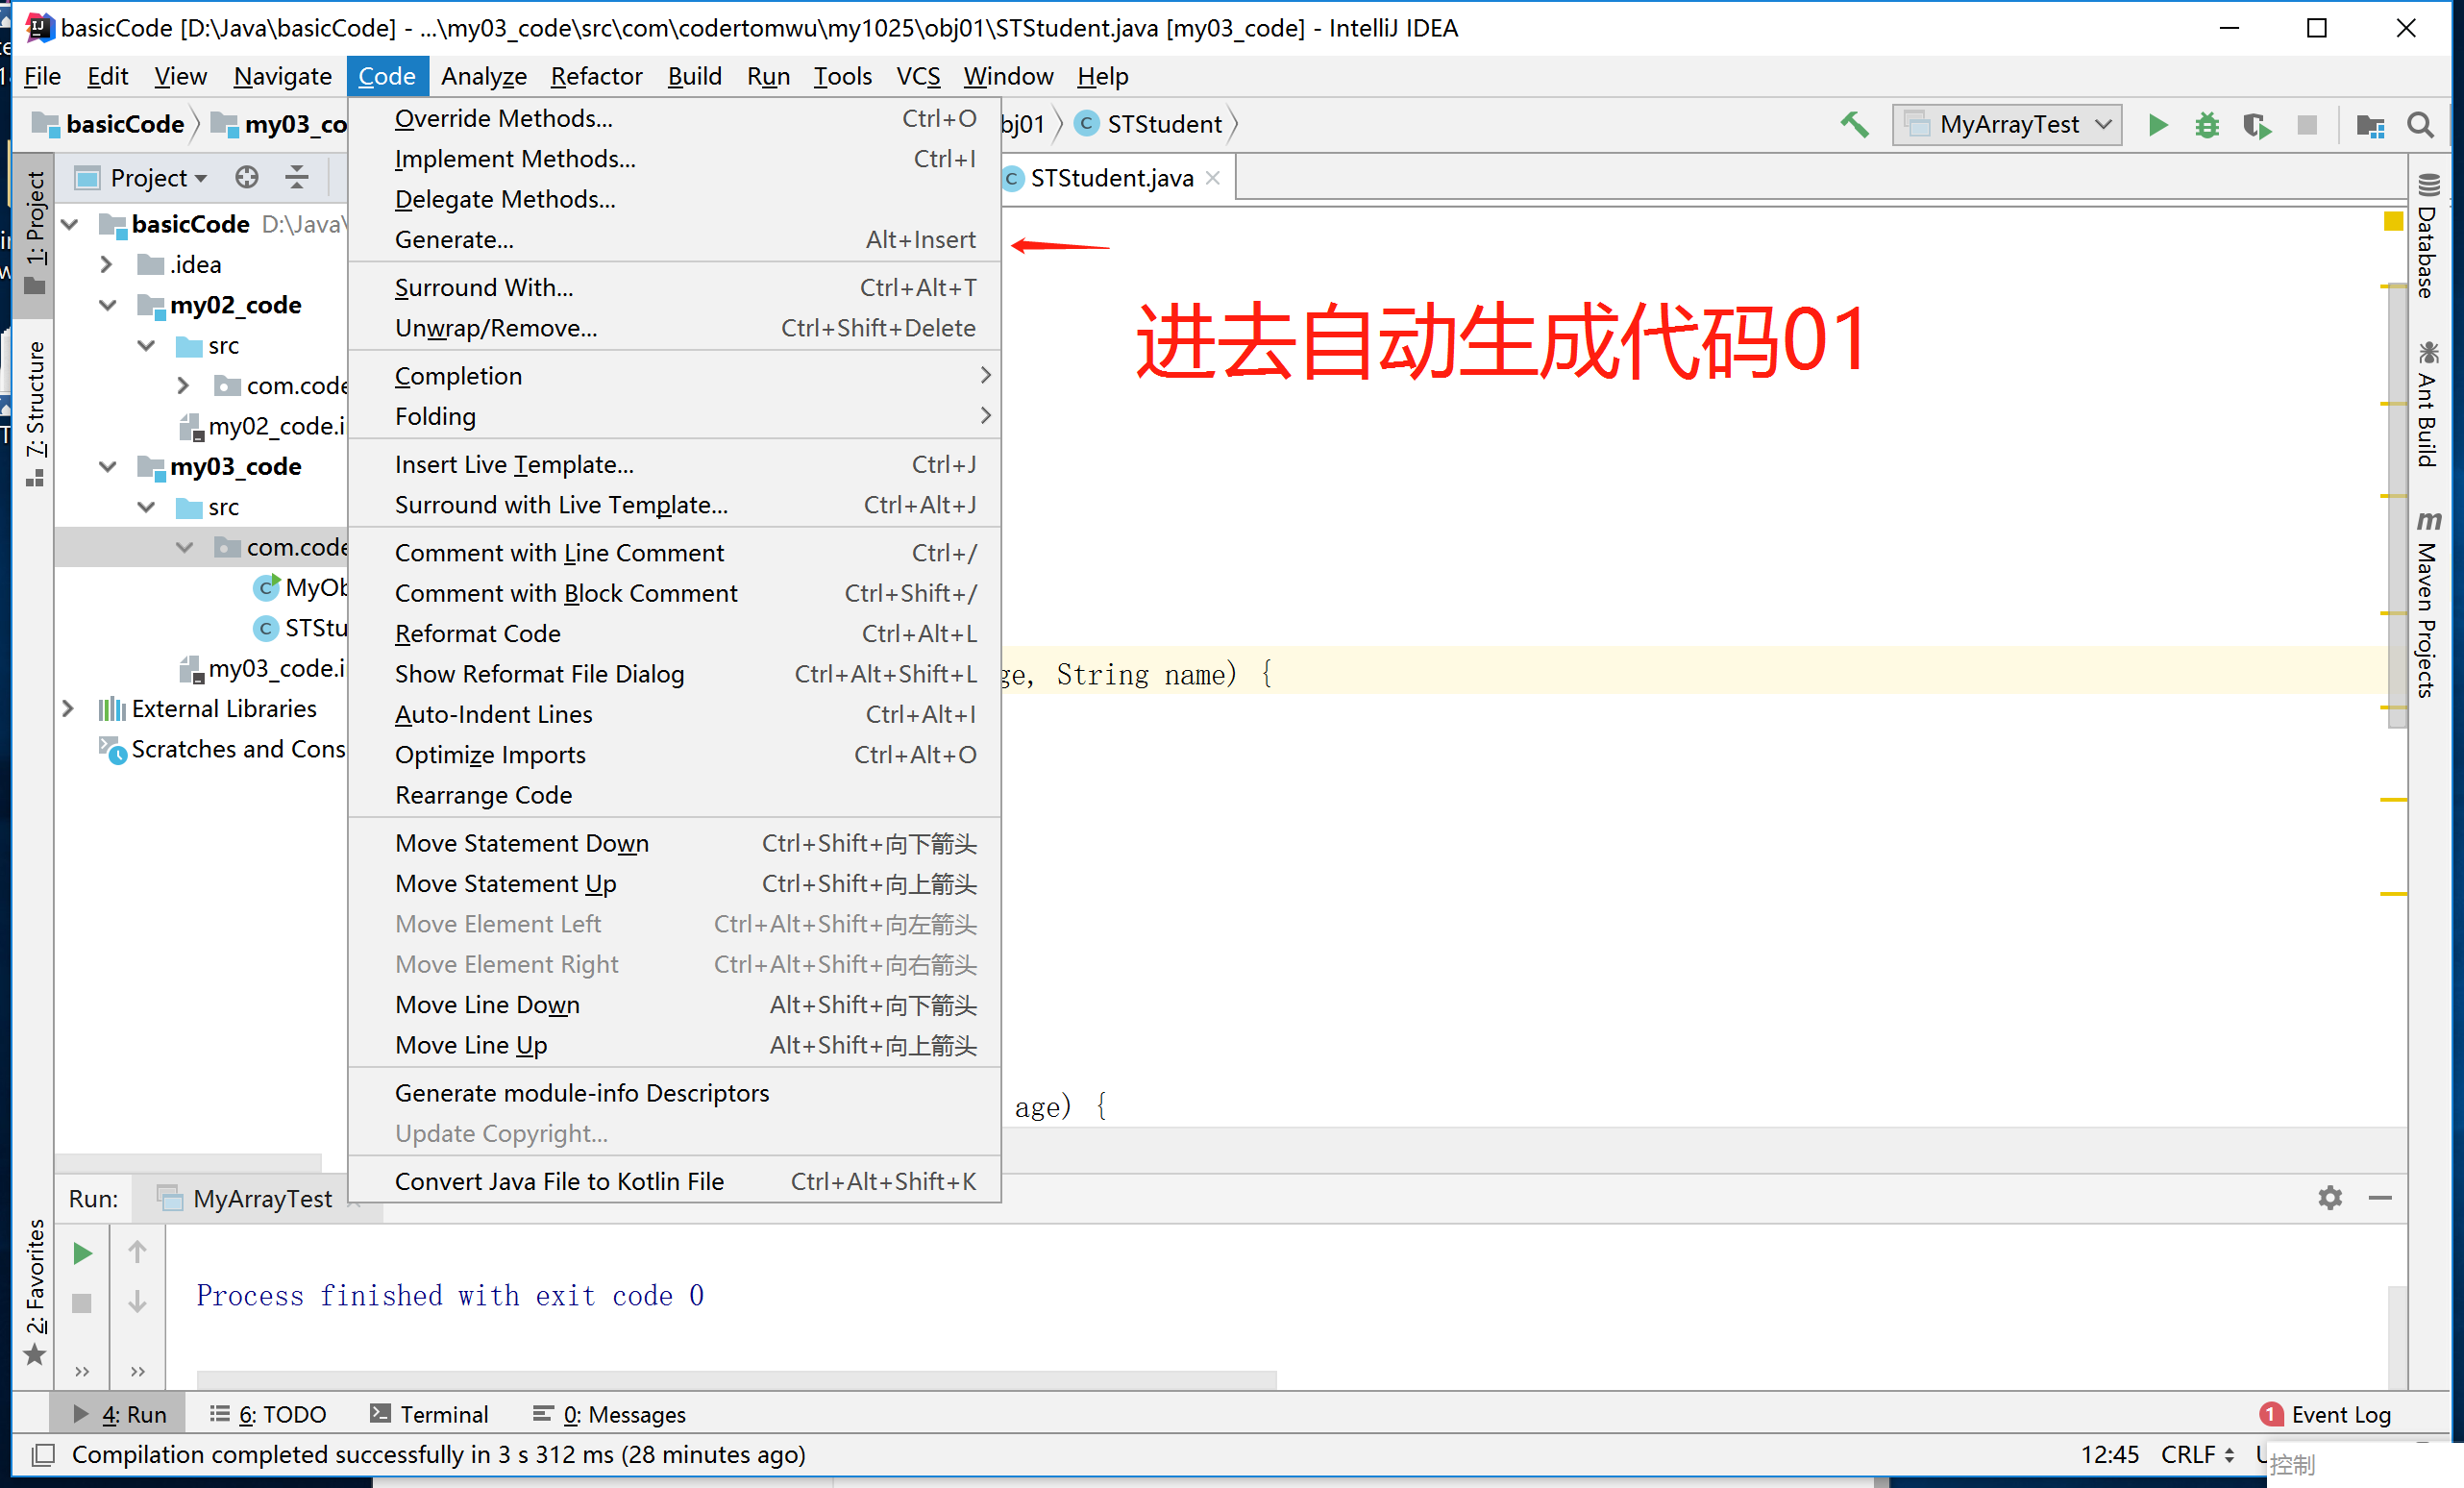 basicCode [D:\Java\basicCode] - ...\my03_code\src\com\codertomwu\my1025\obj01\STStudent.java [my03_code] - IntelliJ IDEA
File Edit View Navigate Code Analyze Refactor Build Run Tools VCS Window Help
basicCode my03_co bj01 STStudent MyArrayTest
Project
STStudent.java
1: Project
7: Structure
2: Favorites
basicCode D:\Java\
.idea
my02_code
src
com.code
my02_code.i
my03_code
src
com.code
MyOb
STStu
my03_code.i
External Libraries
Scratches and Cons
Override Methods... Ctrl+O
Implement Methods... Ctrl+I
Delegate Methods...
Generate... Alt+Insert
Surround With... Ctrl+Alt+T
Unwrap/Remove... Ctrl+Shift+Delete
Completion
Folding
Insert Live Template... Ctrl+J
Surround with Live Template... Ctrl+Alt+J
Comment with Line Comment Ctrl+/
Comment with Block Comment Ctrl+Shift+/
Reformat Code Ctrl+Alt+L
Show Reformat File Dialog Ctrl+Alt+Shift+L
Auto-Indent Lines Ctrl+Alt+I
Optimize Imports Ctrl+Alt+O
Rearrange Code
Move Statement Down Ctrl+Shift+向下箭头
Move Statement Up Ctrl+Shift+向上箭头
Move Element Left Ctrl+Alt+Shift+向左箭头
Move Element Right Ctrl+Alt+Shift+向右箭头
Move Line Down Alt+Shift+向下箭头
Move Line Up Alt+Shift+向上箭头
Generate module-info Descriptors
Update Copyright...
Convert Java File to Kotlin File Ctrl+Alt+Shift+K
进去自动生成代码01
ge, String name) {
age) {
Database
Ant Build
Maven Projects
Run: MyArrayTest
Process finished with exit code 0
4: Run 6: TODO Terminal 0: Messages 1 Event Log
Compilation completed successfully in 3 s 312 ms (28 minutes ago) 12:45 CRLF
控制